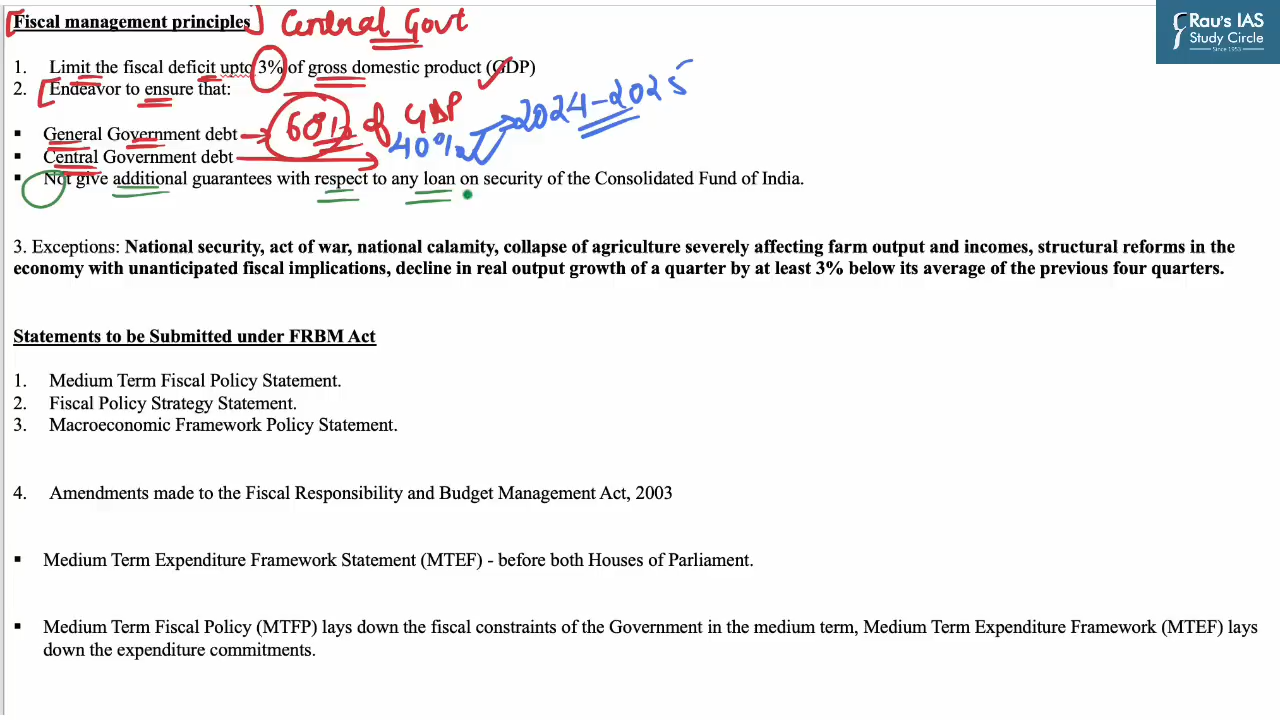 Fiscal management principles Central Govt
Rau's IAS
Study Circle
Since 1953
1. Limit the fiscal deficit upto 3% of gross domestic product (GDP)
2. Endeavor to ensure that:
▪ General Government debt 60% of GDP
▪ Central Government debt 40% 2024-2025
▪ Not give additional guarantees with respect to any loan on security of the Consolidated Fund of India.
3. Exceptions: National security, act of war, national calamity, collapse of agriculture severely affecting farm output and incomes, structural reforms in the
economy with unanticipated fiscal implications, decline in real output growth of a quarter by at least 3% below its average of the previous four quarters.
Statements to be Submitted under FRBM Act
1. Medium Term Fiscal Policy Statement.
2. Fiscal Policy Strategy Statement.
3. Macroeconomic Framework Policy Statement.
4. Amendments made to the Fiscal Responsibility and Budget Management Act, 2003
▪ Medium Term Expenditure Framework Statement (MTEF) - before both Houses of Parliament.
▪ Medium Term Fiscal Policy (MTFP) lays down the fiscal constraints of the Government in the medium term, Medium Term Expenditure Framework (MTEF) lays
down the expenditure commitments.